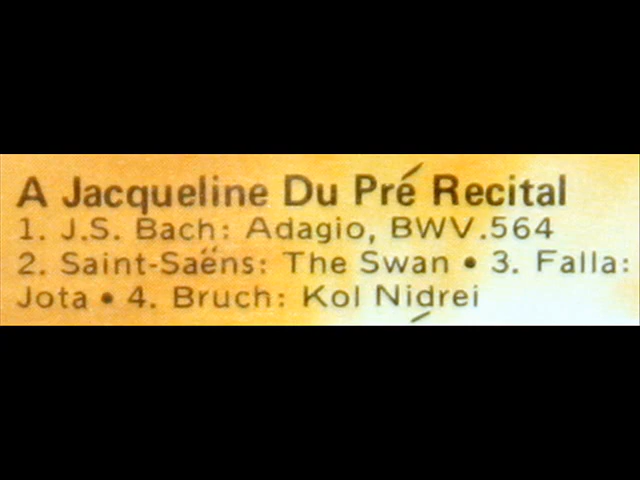 A Jacqueline Du Pré Recital
1. J.S. Bach: Adagio, BWV.564
2. Saint-Saëns: The Swan • 3. Falla:
Jota • 4. Bruch: Kol Nidrei